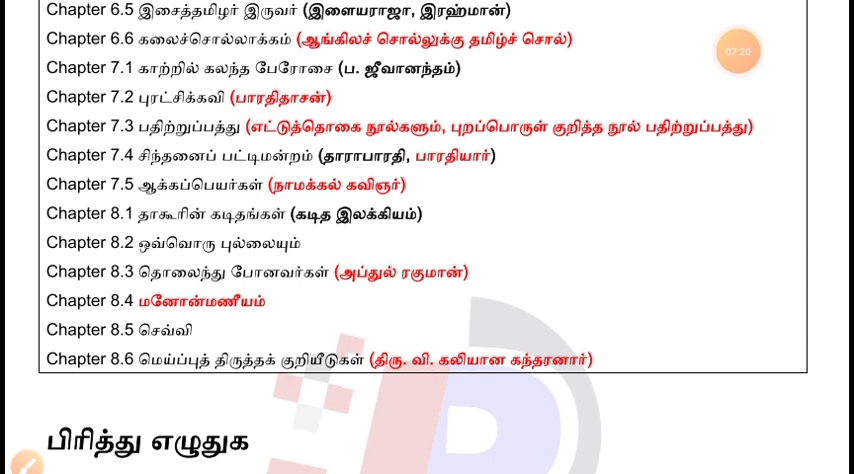 Chapter 6.5 இசைத்தமிழர் இருவர் (இளையராஜா, இரஹ்மான்)
Chapter 6.6 கலைச்சொல்லாக்கம் (ஆங்கிலச் சொல்லுக்கு தமிழ்ச் சொல்)
07:20
Chapter 7.1 காற்றில் கலந்த பேரோசை (ப. ஜீவானந்தம்)
Chapter 7.2 புரட்சிக்கவி (பாரதிதாசன்)
Chapter 7.3 பதிற்றுப்பத்து (எட்டுத்தொகை நூல்களும், புறப்பொருள் குறித்த நூல் பதிற்றுப்பத்து)
Chapter 7.4 சிந்தனைப் பட்டிமன்றம் (தாராபாரதி, பாரதியார்)
Chapter 7.5 ஆக்கப்பெயர்கள் (நாமக்கல் கவிஞர்)
Chapter 8.1 தாகூரின் கடிதங்கள் (கடித இலக்கியம்)
Chapter 8.2 ஒவ்வொரு புல்லையும்
Chapter 8.3 தொலைந்து போனவர்கள் (அப்துல் ரகுமான்)
Chapter 8.4 மனோன்மணீயம்
Chapter 8.5 செவ்வி
Chapter 8.6 மெய்ப்புத் திருத்தக் குறியீடுகள் (திரு. வி. கலியான கந்தரனார்)
பிரித்து எழுதுக